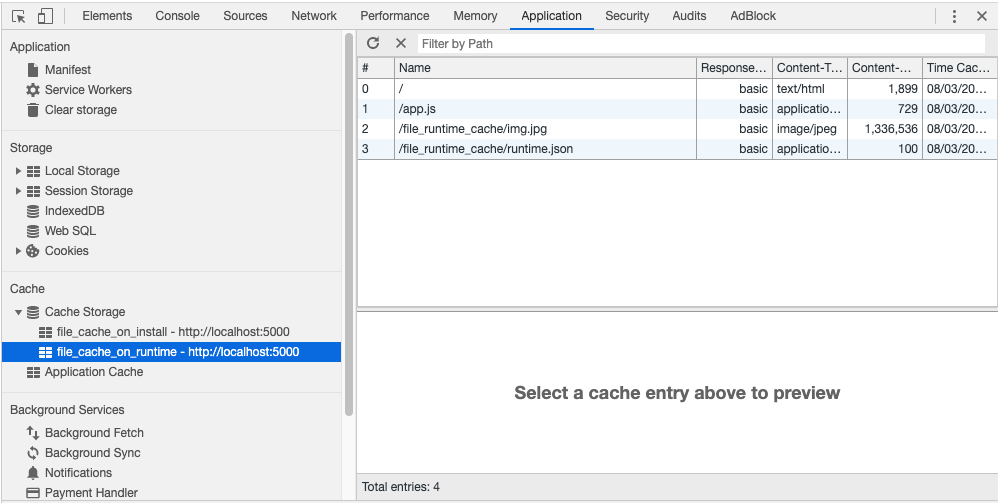 Elements Console Sources Network Performance Memory Application Security Audits AdBlock
Application
Manifest
Service Workers
Clear storage
Storage
Local Storage
Session Storage
IndexedDB
Web SQL
Cookies
Cache
Cache Storage
file_cache_on_install - http://localhost:5000
file_cache_on_runtime - http://localhost:5000
Application Cache
Background Services
Background Fetch
Background Sync
Notifications
Payment Handler
Filter by Path
# Name Response... Content-T... Content-... Time Cac...
0 / basic text/html 1,899 08/03/20...
1 /app.js basic applicatio... 729 08/03/20...
2 /file_runtime_cache/img.jpg basic image/jpeg 1,336,536 08/03/20...
3 /file_runtime_cache/runtime.json basic applicatio... 100 08/03/20...
Select a cache entry above to preview
Total entries: 4